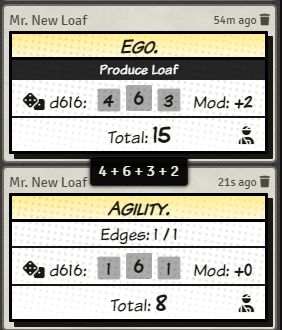 Mr. New Loaf 54m ago
EGO.
Produce Loaf
d616: 4 6 3 Mod: +2
Total: 15
4 + 6 + 3 + 2
Mr. New Loaf 21s ago
AGILITY.
Edges: 1 / 1
d616: 1 6 1 Mod: +0
Total: 8